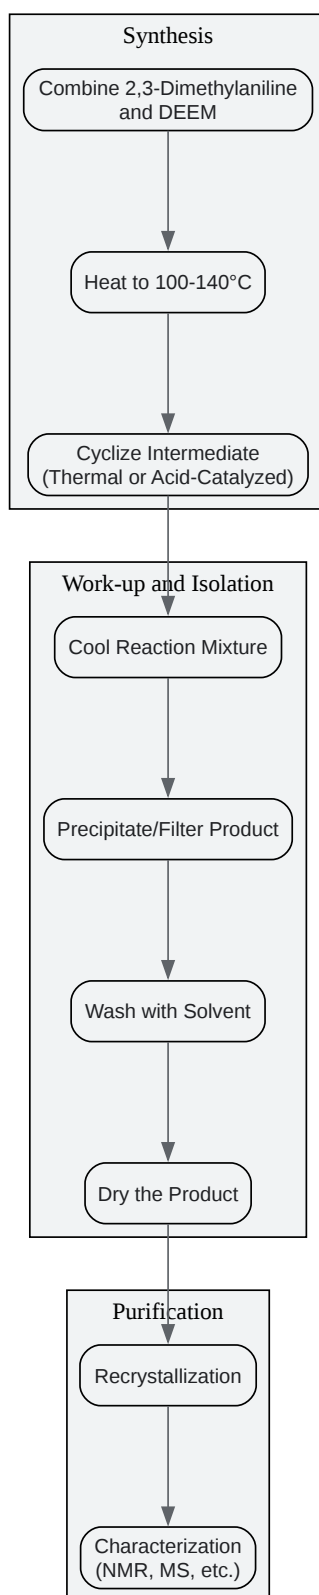 Synthesis
Combine 2,3-Dimethylaniline
and DEEM
Heat to 100-140°C
Cyclize Intermediate
(Thermal or Acid-Catalyzed)
Work-up and Isolation
Cool Reaction Mixture
Precipitate/Filter Product
Wash with Solvent
Dry the Product
Purification
Recrystallization
Characterization
(NMR, MS, etc.)